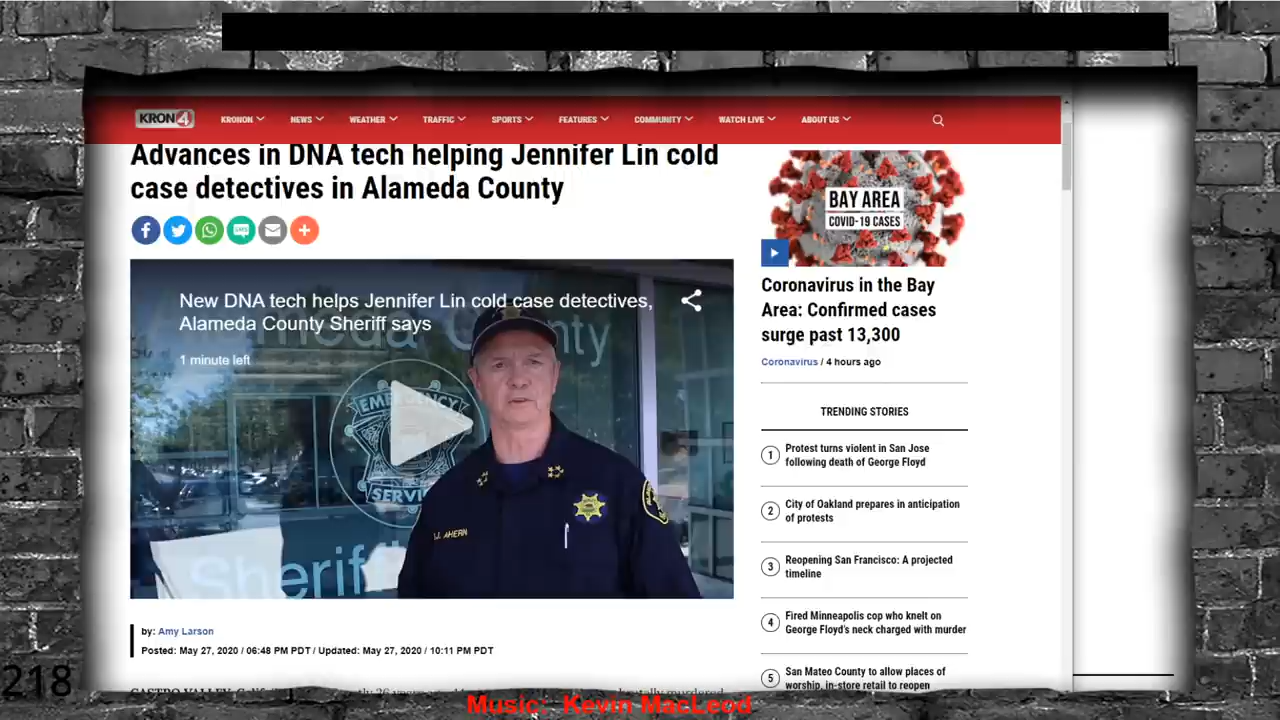 KRON4
KRONON NEWS WEATHER TRAFFIC SPORTS FEATURES COMMUNITY WATCH LIVE ABOUT US
Advances in DNA tech helping Jennifer Lin cold
case detectives in Alameda County
SMS
New DNA tech helps Jennifer Lin cold case detectives,
Alameda County Sheriff says
1 minute left
EMERGENCY
SERVI
AHERN
Sheriff
by: Amy Larson
Posted: May 27, 2020 / 06:48 PM PDT / Updated: May 27, 2020 / 10:11 PM PDT
BAY AREA
COVID-19 CASES
Coronavirus in the Bay
Area: Confirmed cases
surge past 13,300
Coronavirus / 4 hours ago
TRENDING STORIES
1 Protest turns violent in San Jose
following death of George Floyd
2 City of Oakland prepares in anticipation
of protests
3 Reopening San Francisco: A projected
timeline
4 Fired Minneapolis cop who knelt on
George Floyd's neck charged with murder
5 San Mateo County to allow places of
worship, in-store retail to reopen
218
Music: Kevin MacLeod